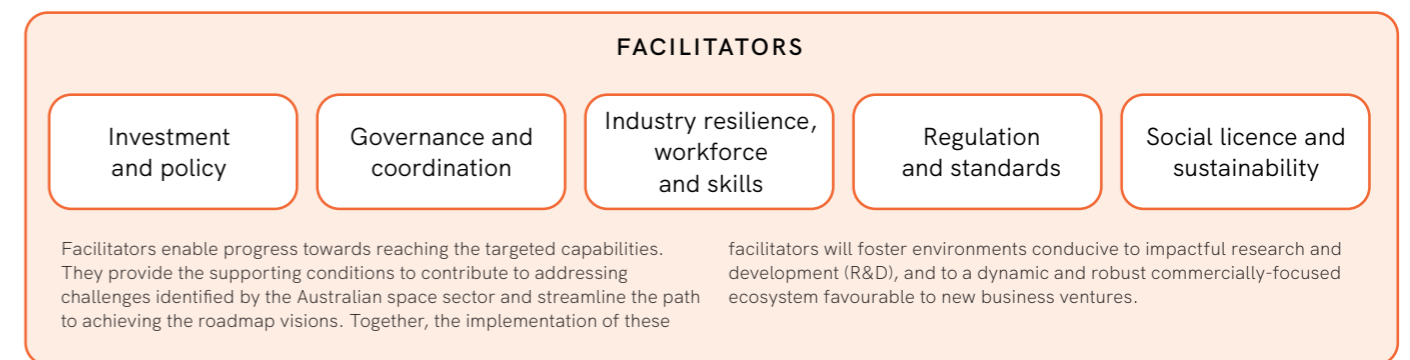 FACILITATORS
Investment
and policy
Governance and
coordination
Industry resilience,
workforce
and skills
Regulation
and standards
Social licence and
sustainability
Facilitators enable progress towards reaching the targeted capabilities.
They provide the supporting conditions to contribute to addressing
challenges identified by the Australian space sector and streamline the path
to achieving the roadmap visions. Together, the implementation of these
facilitators will foster environments conducive to impactful research and
development (R&D), and to a dynamic and robust commercially-focused
ecosystem favourable to new business ventures.